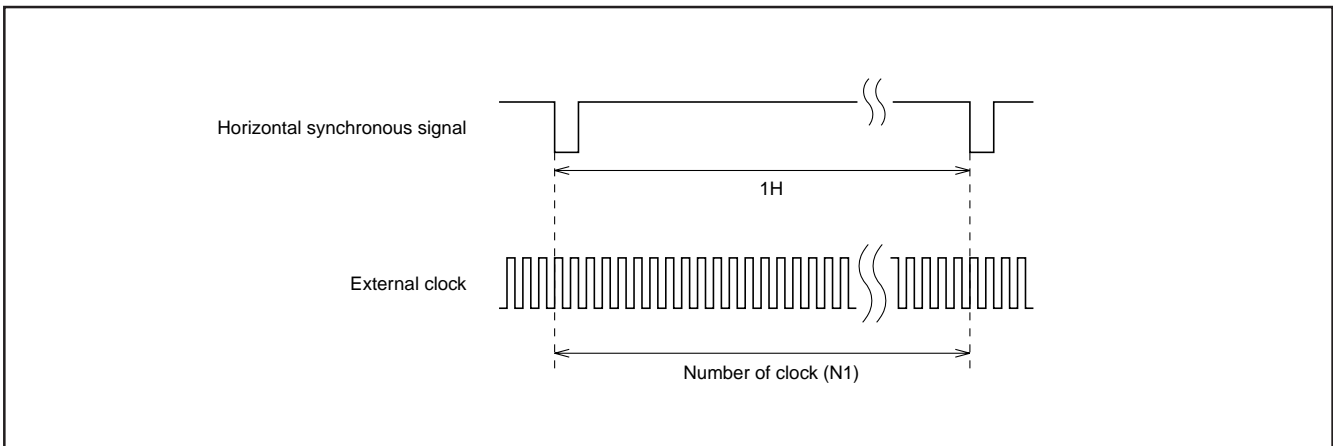 Horizontal synchronous signal
1H
External clock
Number of clock (N1)